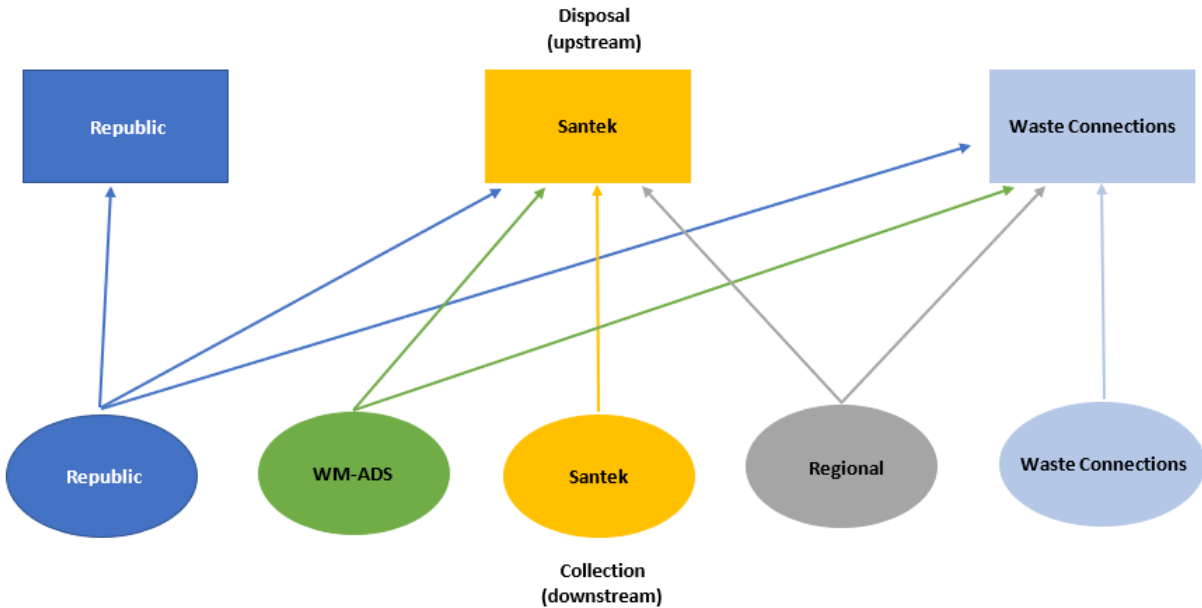 Disposal
(upstream)
Republic
Santek
Waste Connections
Republic
WM-ADS
Santek
Regional
Waste Connections
Collection
(downstream)